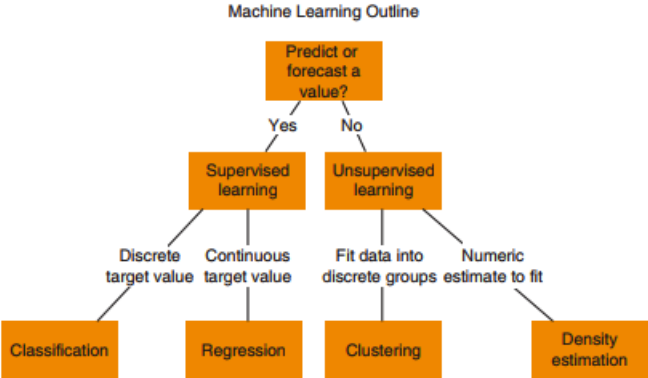 Machine Learning Outline
Predict or
forecast a
value?
Yes
No
Supervised
learning
Unsupervised
learning
Discrete
target value
Continuous
target value
Fit data into
discrete groups
Numeric
estimate to fit
Classification
Regression
Clustering
Density
estimation